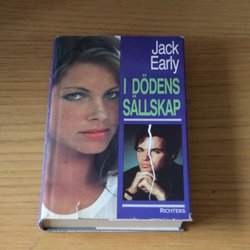 Jack
Early
I DÖDENS
SÄLLSKAP
RICHTERS